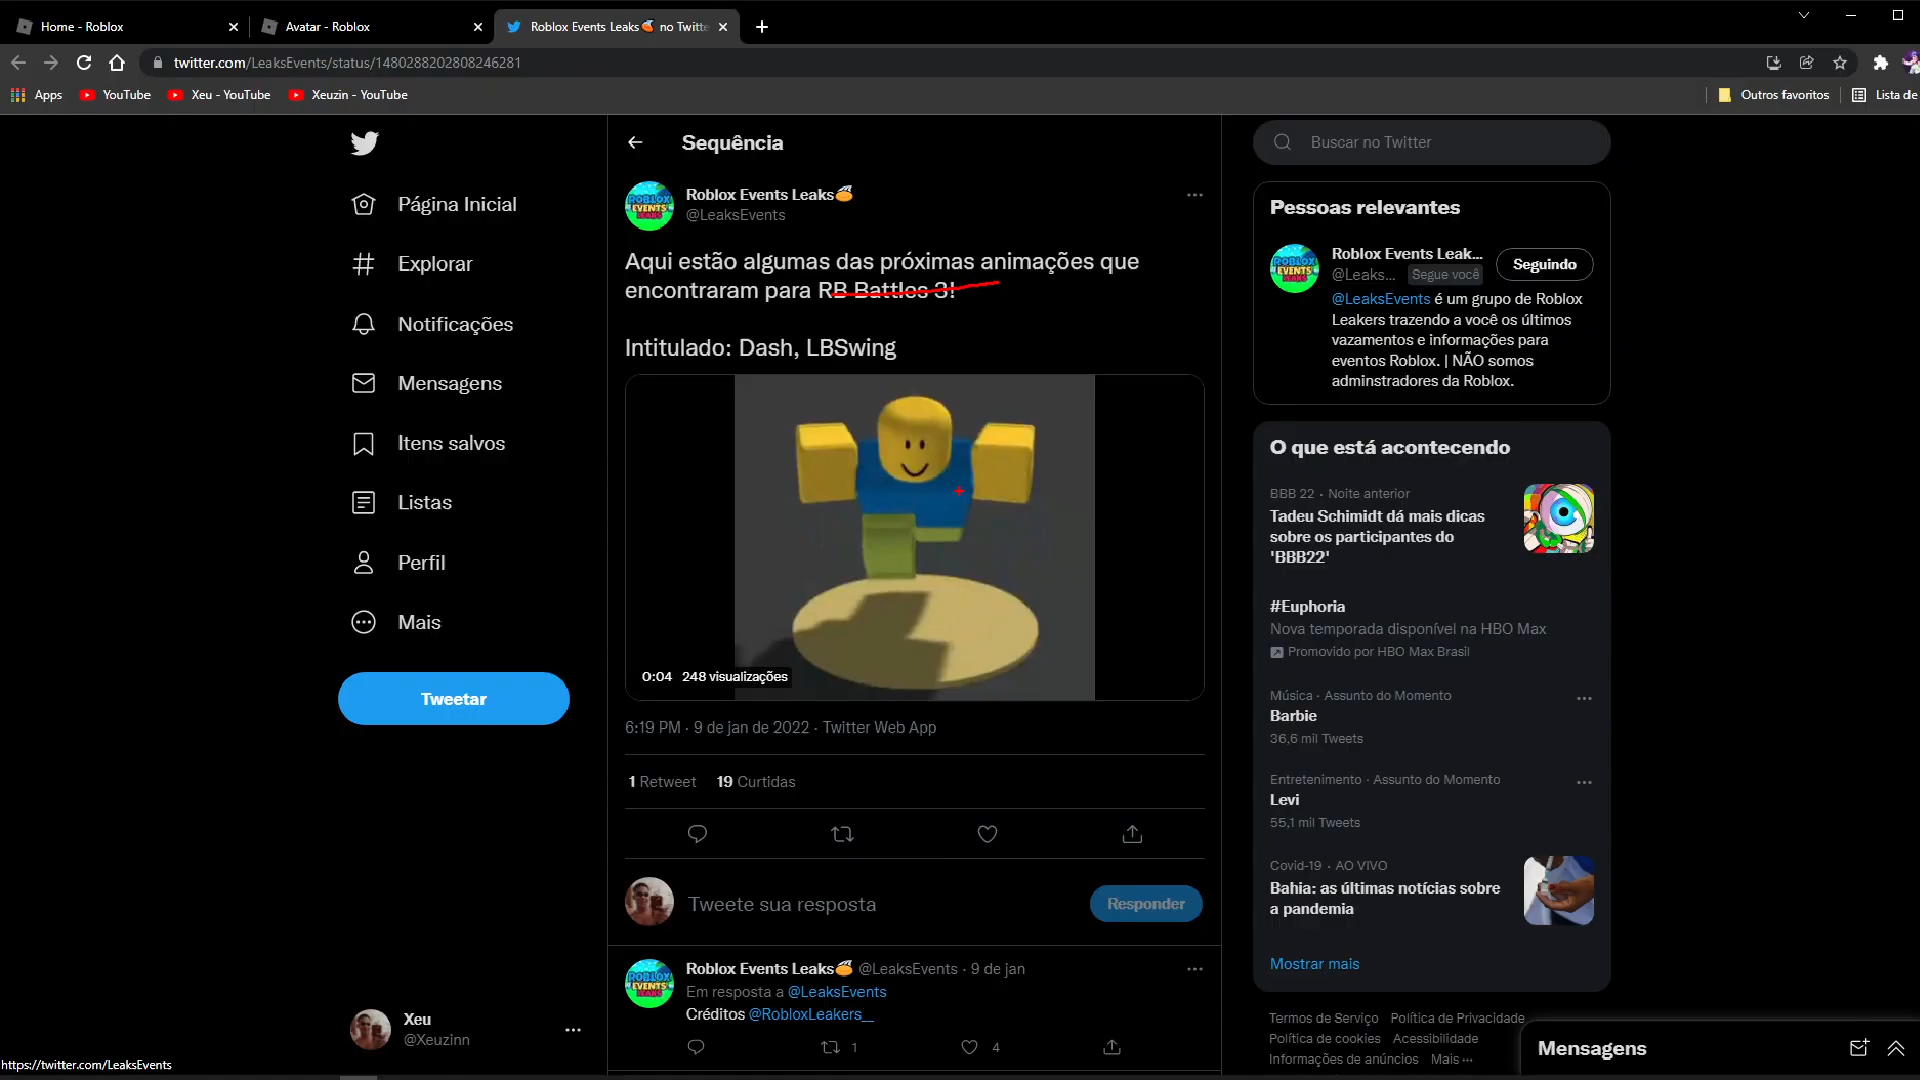 Home - Roblox
Avatar - Roblox
Roblox Events Leaks no Twitte
twitter.com/LeaksEvents/status/1480288202808246281
Apps
YouTube
Xeu - YouTube
Xeuzin - YouTube
Outros favoritos
Lista de
Página Inicial
Explorar
Notificações
Mensagens
Itens salvos
Listas
Perfil
Mais
Tweetar
Xeu
@Xeuzinn
https://twitter.com/LeaksEvents
Sequência
Roblox Events Leaks
@LeaksEvents
Aqui estão algumas das próximas animações que
encontraram para RB Battles 3!
Intitulado: Dash, LBSwing
0:04 248 visualizações
6:19 PM · 9 de jan de 2022 · Twitter Web App
1 Retweet 19 Curtidas
Tweete sua resposta
Responder
Roblox Events Leaks @LeaksEvents · 9 de jan
Em resposta a @LeaksEvents
Créditos @RobloxLeakers__
1
4
Buscar no Twitter
Pessoas relevantes
Roblox Events Leak...
@Leaks... Segue você
Seguindo
@LeaksEvents é um grupo de Roblox
Leakers trazendo a você os últimos
vazamentos e informações para
eventos Roblox. | NÃO somos
adminstradores da Roblox.
O que está acontecendo
BBB 22 · Noite anterior
Tadeu Schimidt dá mais dicas
sobre os participantes do
'BBB22'
#Euphoria
Nova temporada disponível na HBO Max
Promovido por HBO Max Brasil
Música · Assunto do Momento
Barbie
36,6 mil Tweets
Entretenimento · Assunto do Momento
Levi
55,1 mil Tweets
Covid-19 · AO VIVO
Bahia: as últimas notícias sobre
a pandemia
Mostrar mais
Termos de Serviço Política de Privacidade
Política de cookies Acessibilidade
Informações de anúncios Mais ···
Mensagens
ROBLOX
EVENTS
LEAKS
ROBLOX
EVENTS
LEAKS
ROBLOX
EVENTS
LEAKS